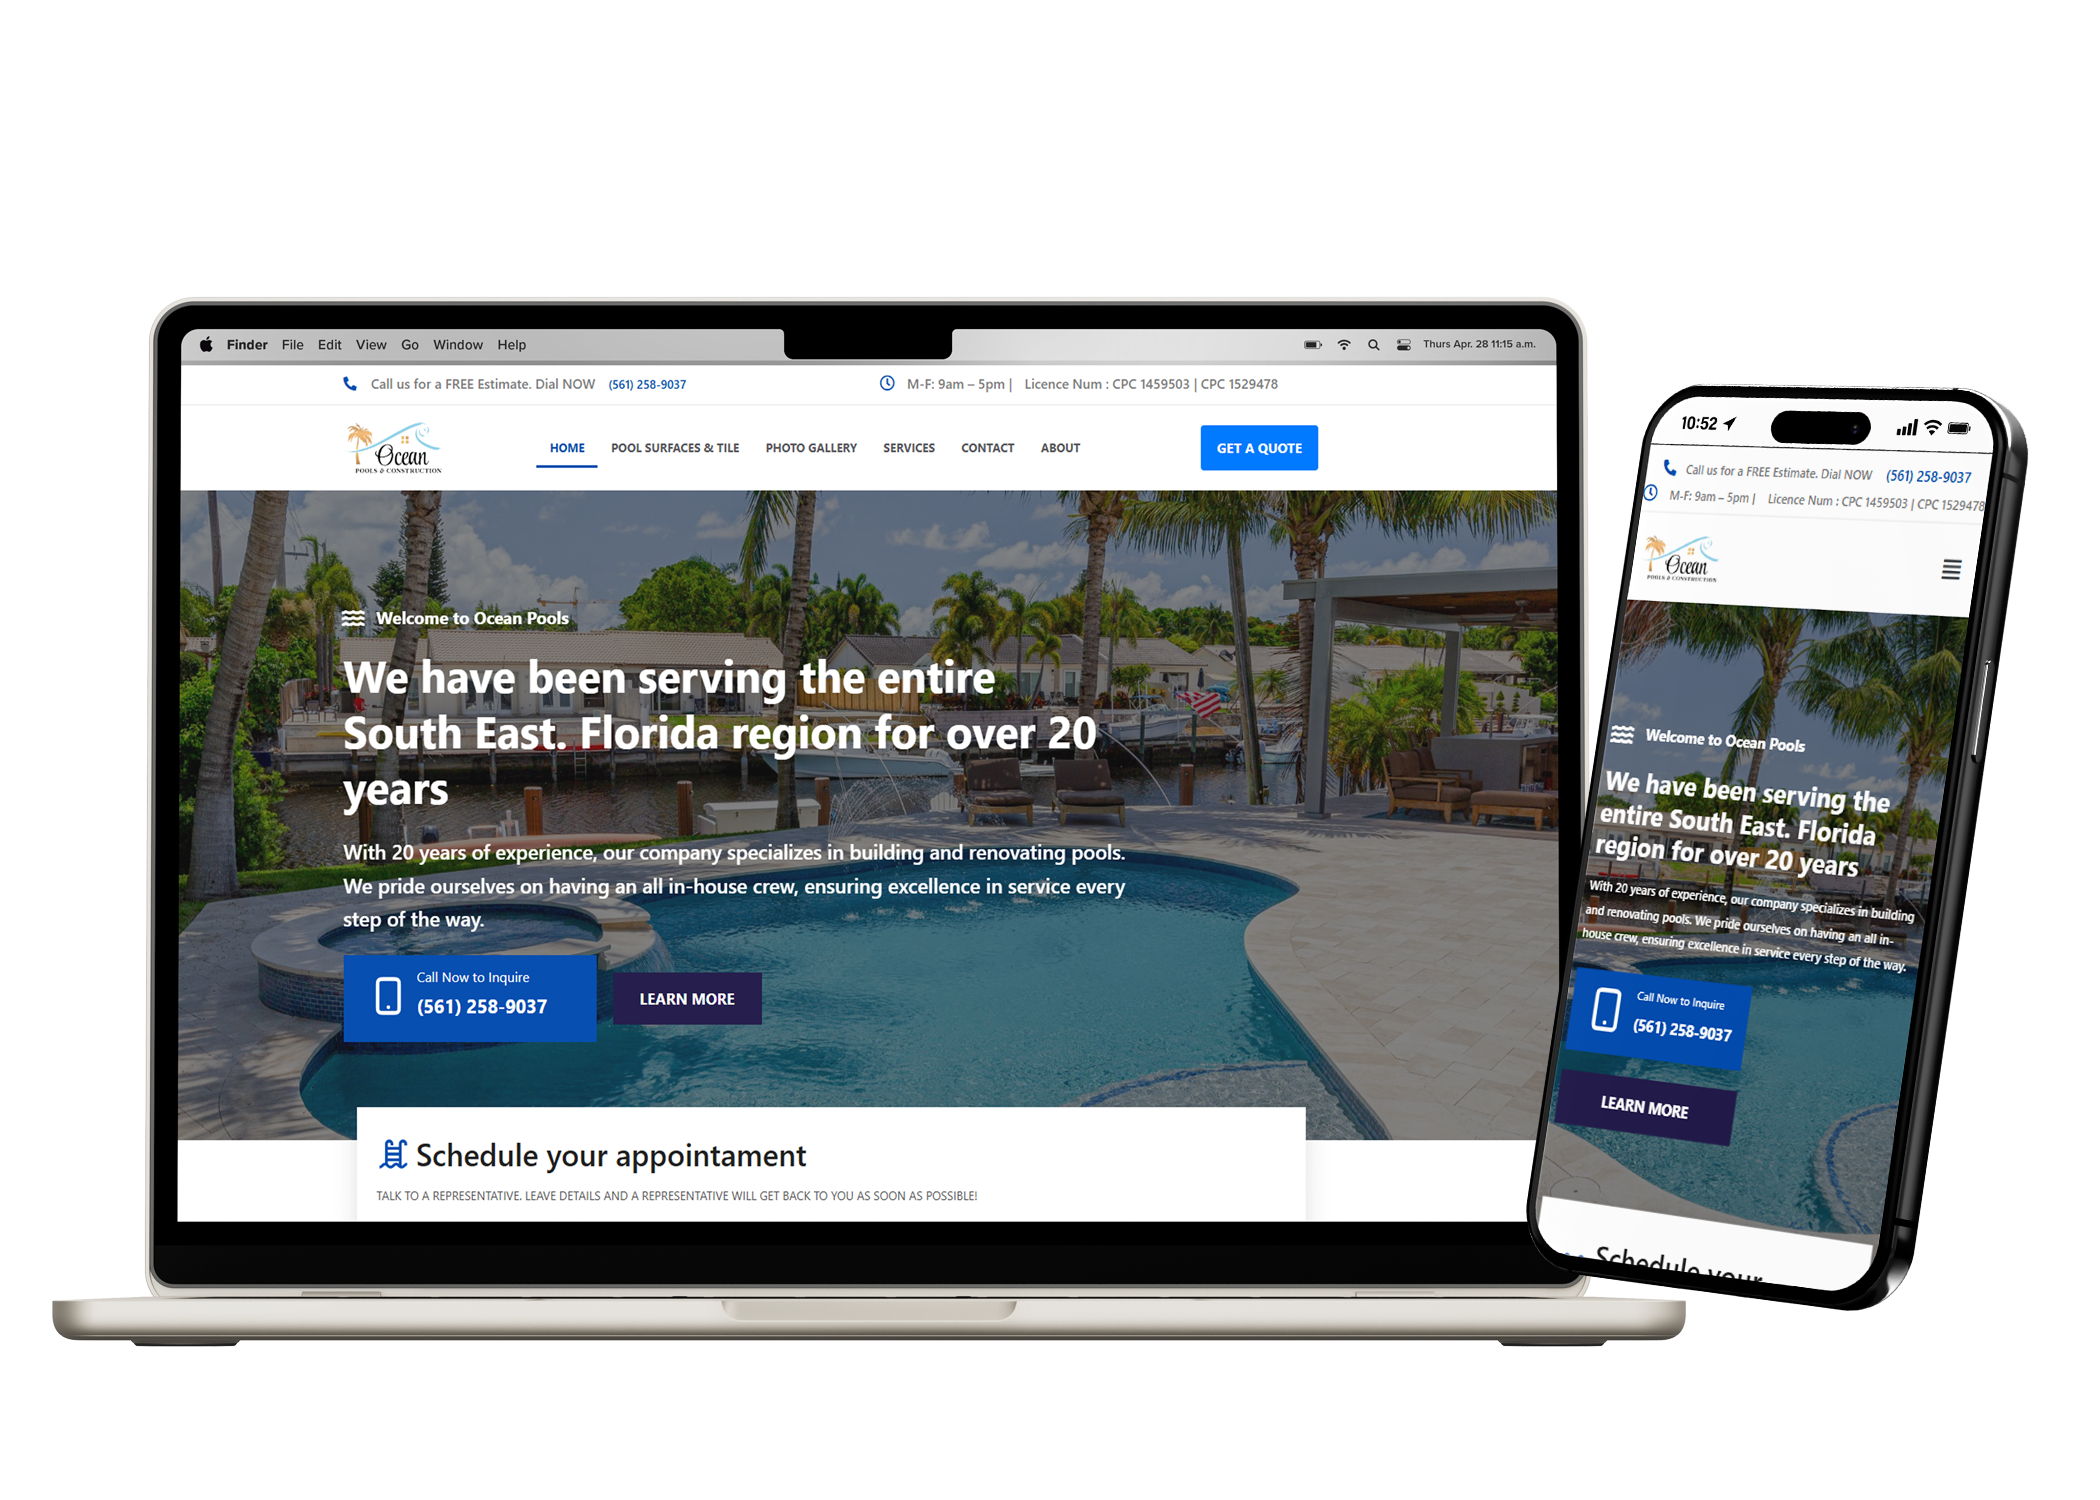 Finder File Edit View Go Window Help
Thurs Apr. 28 11:15 a.m.
Call us for a FREE Estimate. Dial NOW (561) 258-9037
M-F: 9am – 5pm | Licence Num : CPC 1459503 | CPC 1529478
Ocean
POOLS & CONSTRUCTION
HOME POOL SURFACES & TILE PHOTO GALLERY SERVICES CONTACT ABOUT
GET A QUOTE
Welcome to Ocean Pools
We have been serving the entire
South East. Florida region for over 20
years
With 20 years of experience, our company specializes in building and renovating pools.
We pride ourselves on having an all in-house crew, ensuring excellence in service every
step of the way.
Call Now to Inquire
(561) 258-9037
LEARN MORE
Schedule your appointament
TALK TO A REPRESENTATIVE. LEAVE DETAILS AND A REPRESENTATIVE WILL GET BACK TO YOU AS SOON AS POSSIBLE!
10:52
Call us for a FREE Estimate. Dial NOW (561) 258-9037
M-F: 9am – 5pm | Licence Num : CPC 1459503 | CPC 1529478
Ocean
POOLS & CONSTRUCTION
Welcome to Ocean Pools
We have been serving the
entire South East. Florida
region for over 20 years
With 20 years of experience, our company specializes in building
and renovating pools. We pride ourselves on having an all in-
house crew, ensuring excellence in service every step of the way.
Call Now to Inquire
(561) 258-9037
LEARN MORE
Schedule your